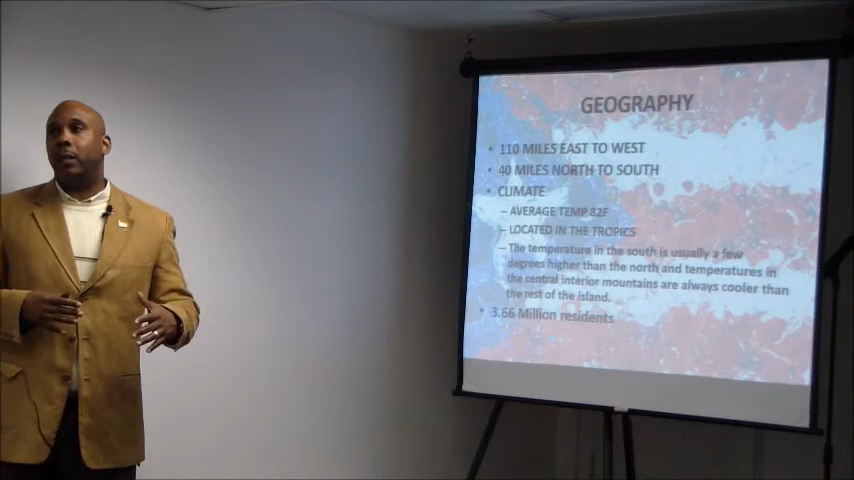 GEOGRAPHY
• 110 MILES EAST TO WEST
• 40 MILES NORTH TO SOUTH
• CLIMATE
– AVERAGE TEMP 82F
– LOCATED IN THE TROPICS
– The temperature in the south is usually a few
degrees higher than the north and temperatures in
the central interior mountains are always cooler than
the rest of the island.
• 3.66 Million residents